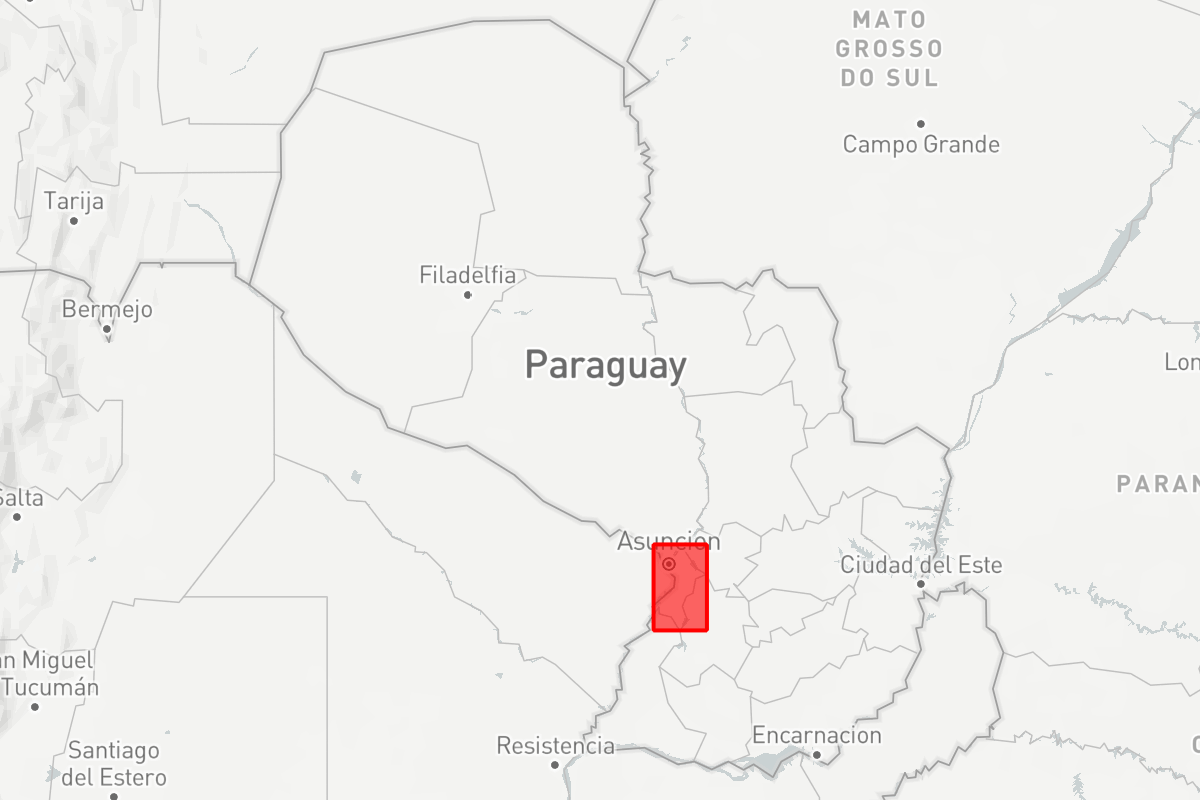 MATO
GROSSO
DO SUL
Campo Grande
Tarija
Filadelfia
Bermejo
Paraguay
Lon
PARAN
Salta
Asuncion
Ciudad del Este
an Miguel
Tucumán
Resistencia
Encarnacion
Santiago
del Estero